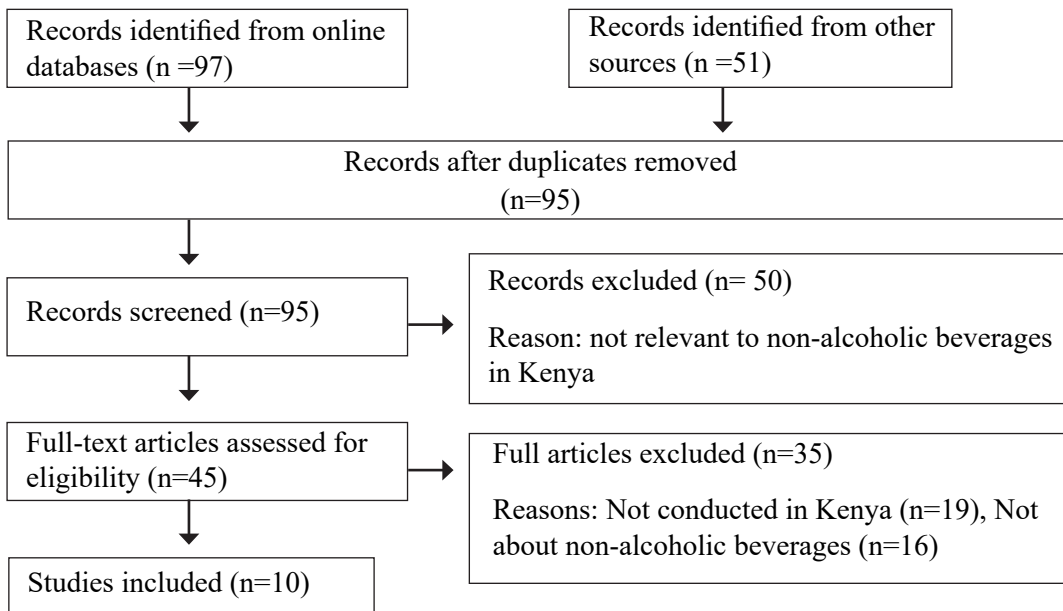 Records identified from online
databases (n =97)
Records identified from other
sources (n =51)
Records after duplicates removed
(n=95)
Records screened (n=95)
Records excluded (n= 50)
Reason: not relevant to non-alcoholic beverages
in Kenya
Full-text articles assessed for
eligibility (n=45)
Full articles excluded (n=35)
Reasons: Not conducted in Kenya (n=19), Not
about non-alcoholic beverages (n=16)
Studies included (n=10)